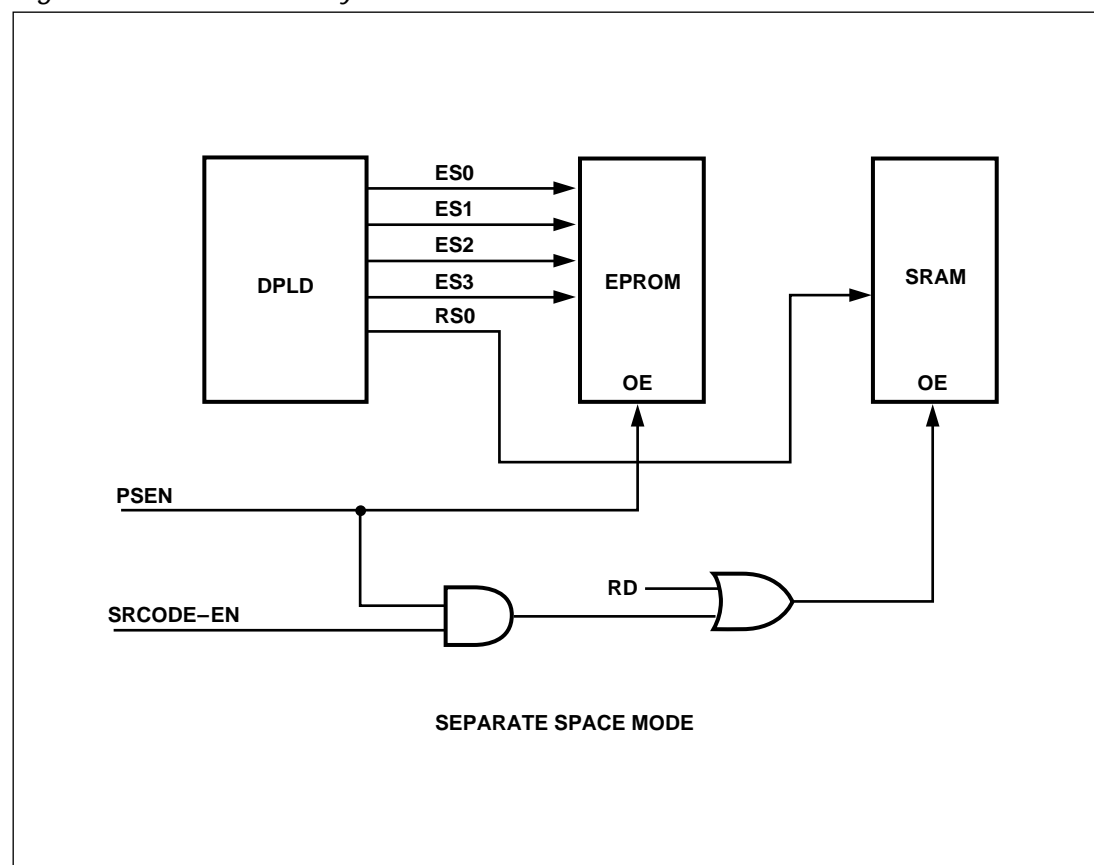 ES0
ES1
ES2
ES3
RS0
DPLD
EPROM
OE
SRAM
OE
PSEN
SRCODE–EN
RD
SEPARATE SPACE MODE